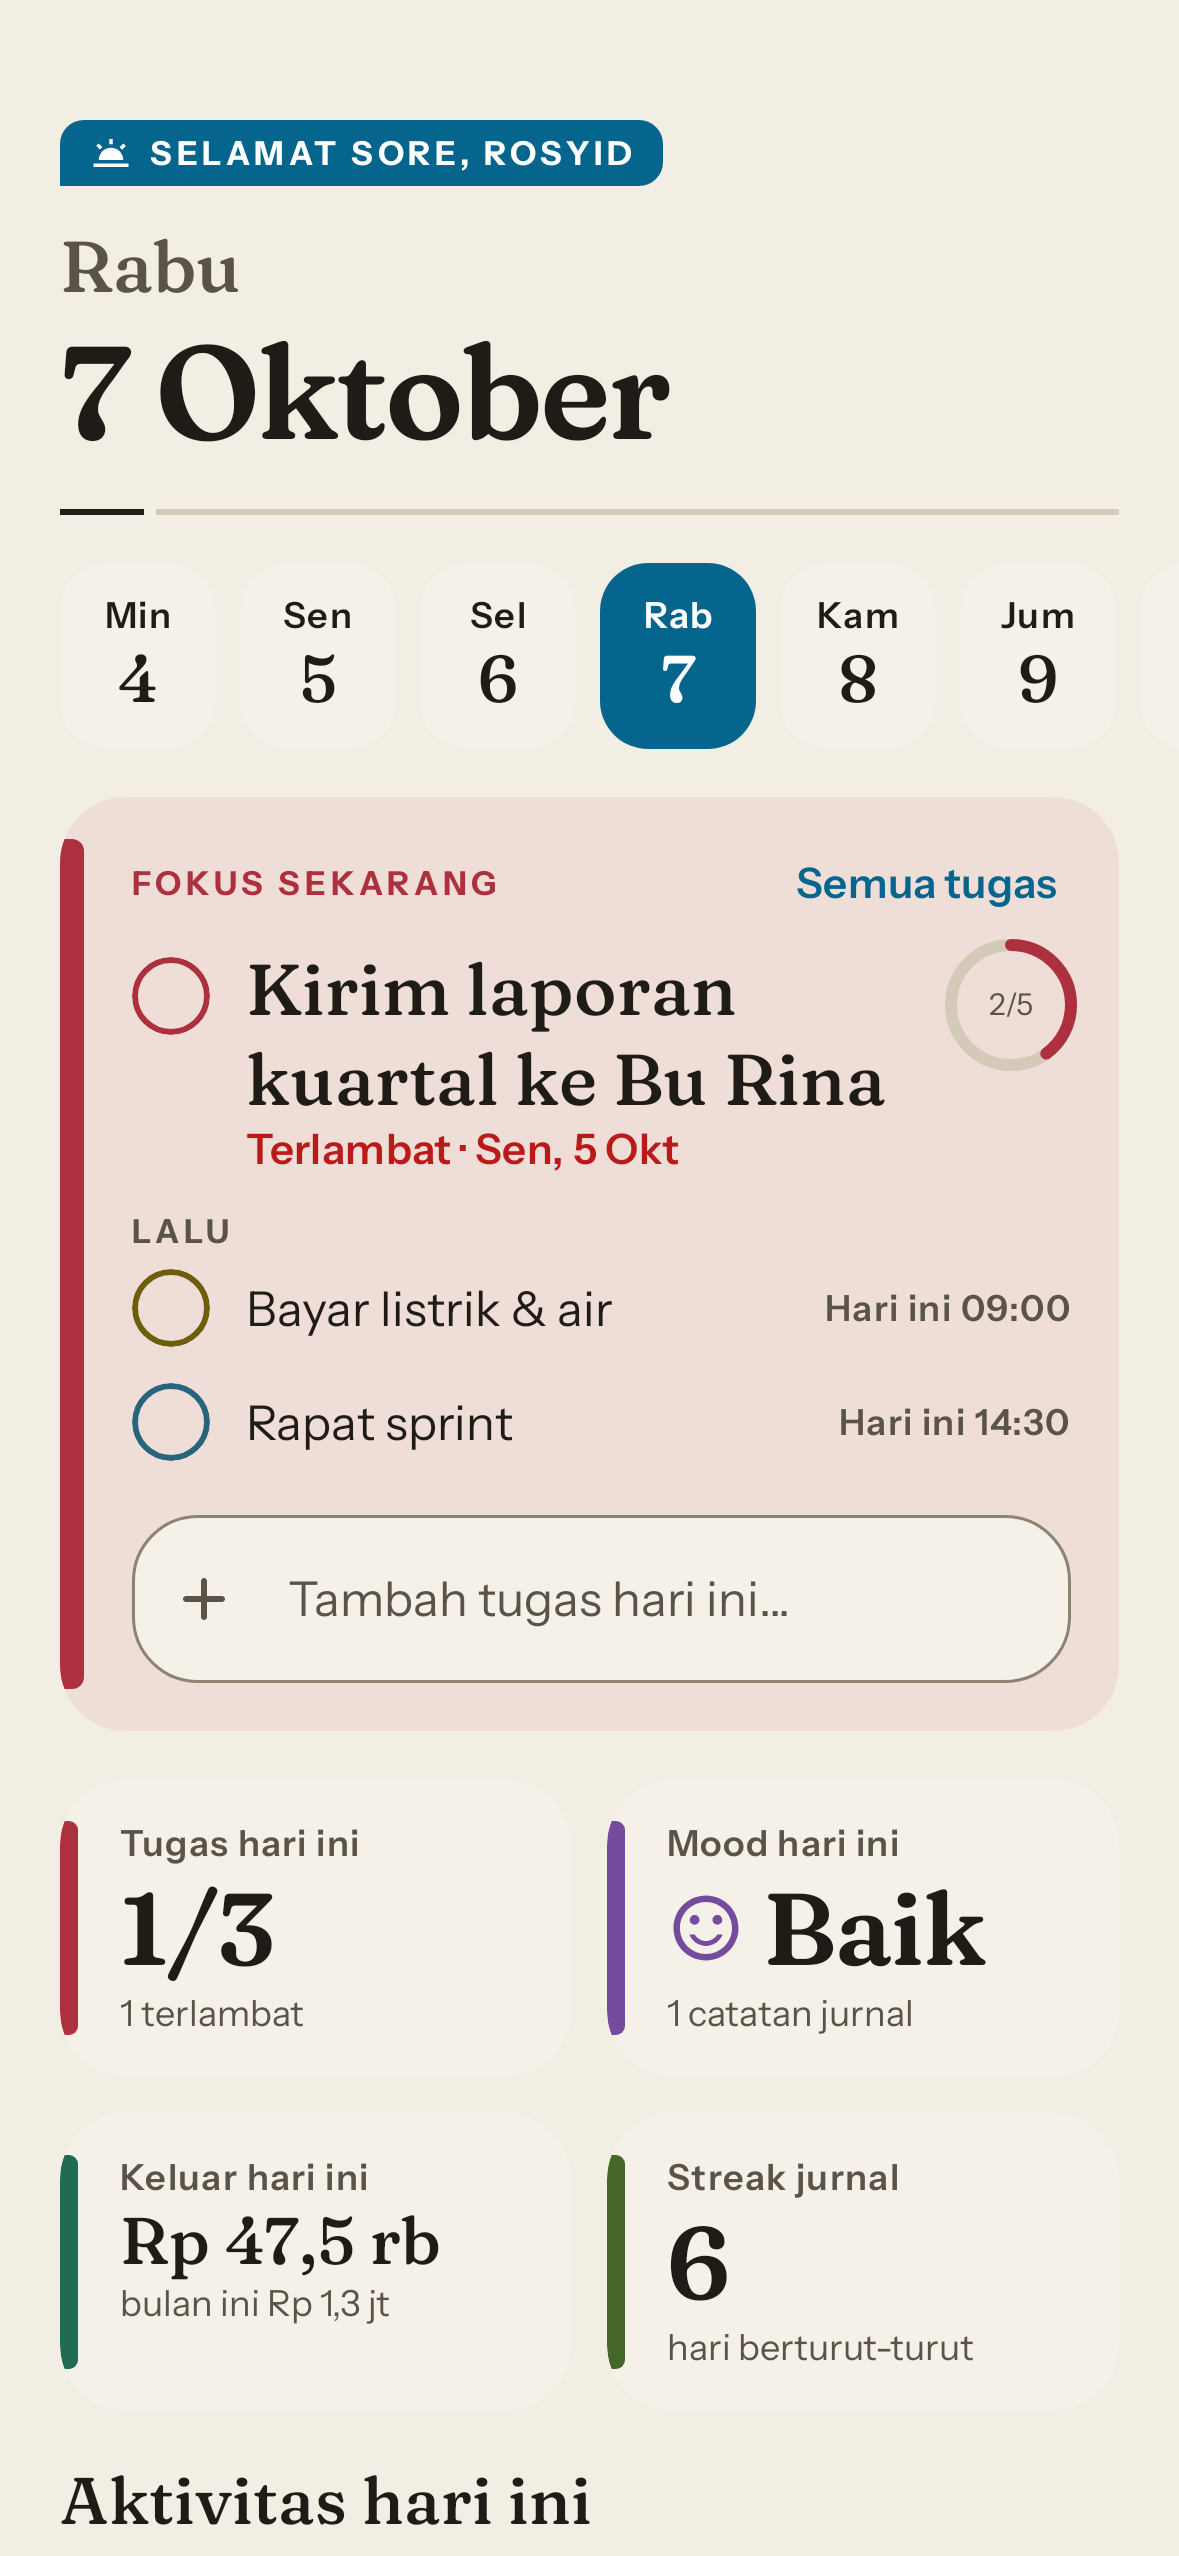 SELAMAT SORE, ROSYID
Rabu
7 Oktober
Min
4
Sen
5
Sel
6
Rab
7
Kam
8
Jum
9
FOKUS SEKARANG
Semua tugas
Kirim laporan
kuartal ke Bu Rina
2/5
Terlambat · Sen, 5 Okt
LALU
Bayar listrik & air
Hari ini 09:00
Rapat sprint
Hari ini 14:30
Tambah tugas hari ini...
Tugas hari ini
1/3
1 terlambat
Mood hari ini
Baik
1 catatan jurnal
Keluar hari ini
Rp 47,5 rb
bulan ini Rp 1,3 jt
Streak jurnal
6
hari berturut-turut
Aktivitas hari ini